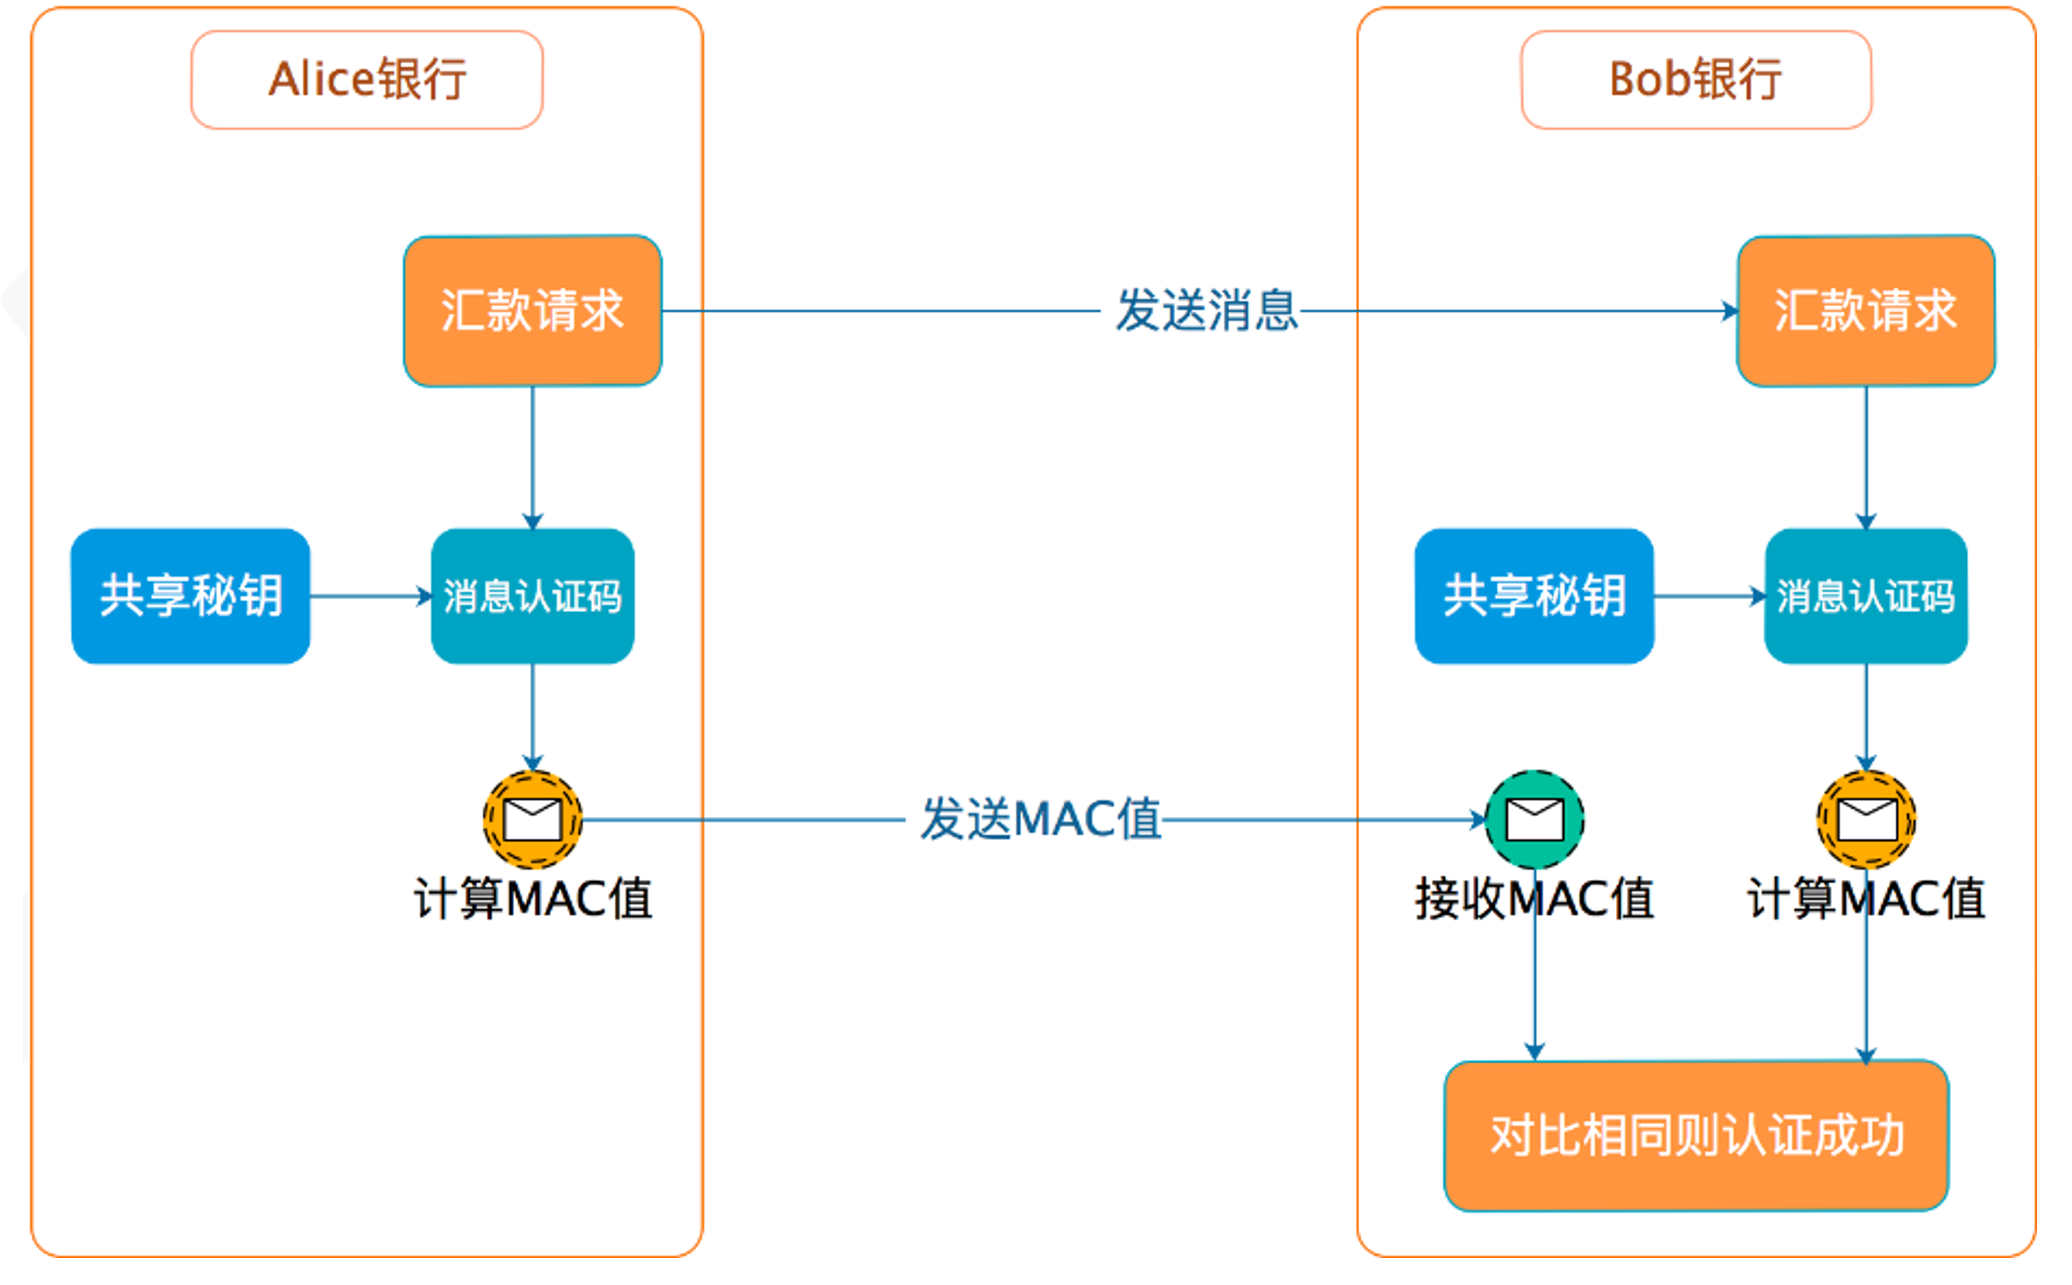 Alice银行
Bob银行
汇款请求
发送消息
汇款请求
共享秘钥
消息认证码
共享秘钥
消息认证码
发送MAC值
计算MAC值
接收MAC值
计算MAC值
对比相同则认证成功